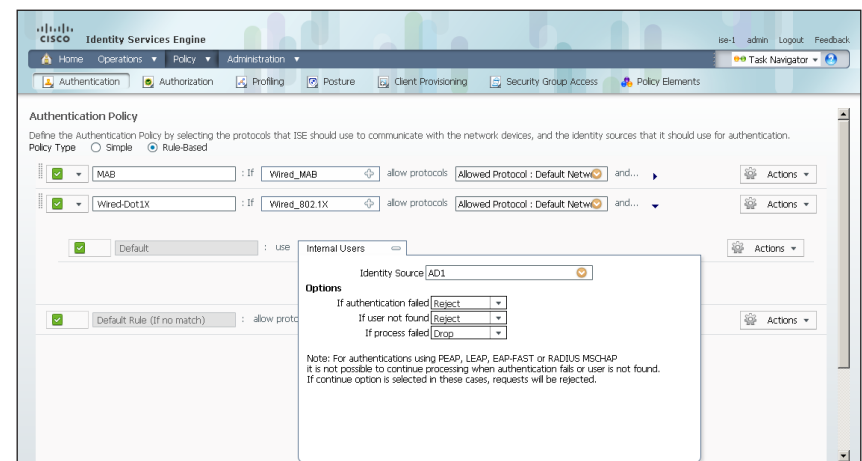 CISCO Identity Services Engine
ise-1 admin Logout Feedback
Home Operations Policy Administration
Task Navigator
Authentication Authorization Profiling Posture Client Provisioning Security Group Access Policy Elements
Authentication Policy
Define the Authentication Policy by selecting the protocols that ISE should use to communicate with the network devices, and the identity sources that it should use for authentication.
Policy Type Simple Rule-Based
MAB : If Wired_MAB allow protocols Allowed Protocol : Default Netwo and... Actions
Wired-Dot1X : If Wired_802.1X allow protocols Allowed Protocol : Default Netwo and... Actions
Default : use Internal Users Actions
Identity Source AD1
Options
If authentication failed Reject
If user not found Reject
If process failed Drop
Default Rule (If no match) : allow proto Actions
Note: For authentications using PEAP, LEAP, EAP-FAST or RADIUS MSCHAP
it is not possible to continue processing when authentication fails or user is not found.
If continue option is selected in these cases, requests will be rejected.